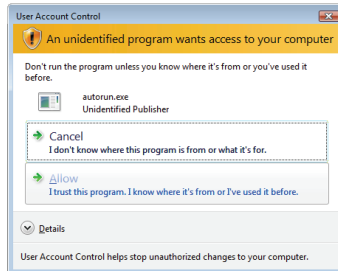 User Account Control
An unidentified program wants access to your computer
Don't run the program unless you know where it's from or you've used it
before.
autorun.exe
Unidentified Publisher
Cancel
I don't know where this program is from or what it's for.
Allow
I trust this program. I know where it's from or I've used it before.
Details
User Account Control helps stop unauthorized changes to your computer.